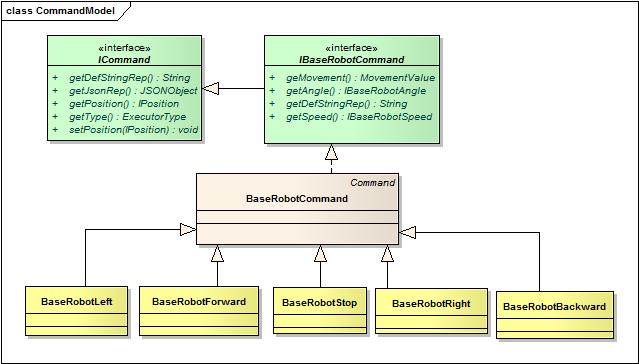 class CommandModel
«interface»
ICommand
+ getDefStringRep() : String
+ getJsonRep() : JSONObject
+ getPosition() : IPosition
+ getType() : ExecutorType
+ setPosition(IPosition) : void
«interface»
IBaseRobotCommand
+ geMovement() : MovementValue
+ getAngle() : IBaseRobotAngle
+ getDefStringRep() : String
+ getSpeed() : IBaseRobotSpeed
Command
BaseRobotCommand
BaseRobotLeft
BaseRobotForward
BaseRobotStop
BaseRobotRight
BaseRobotBackward